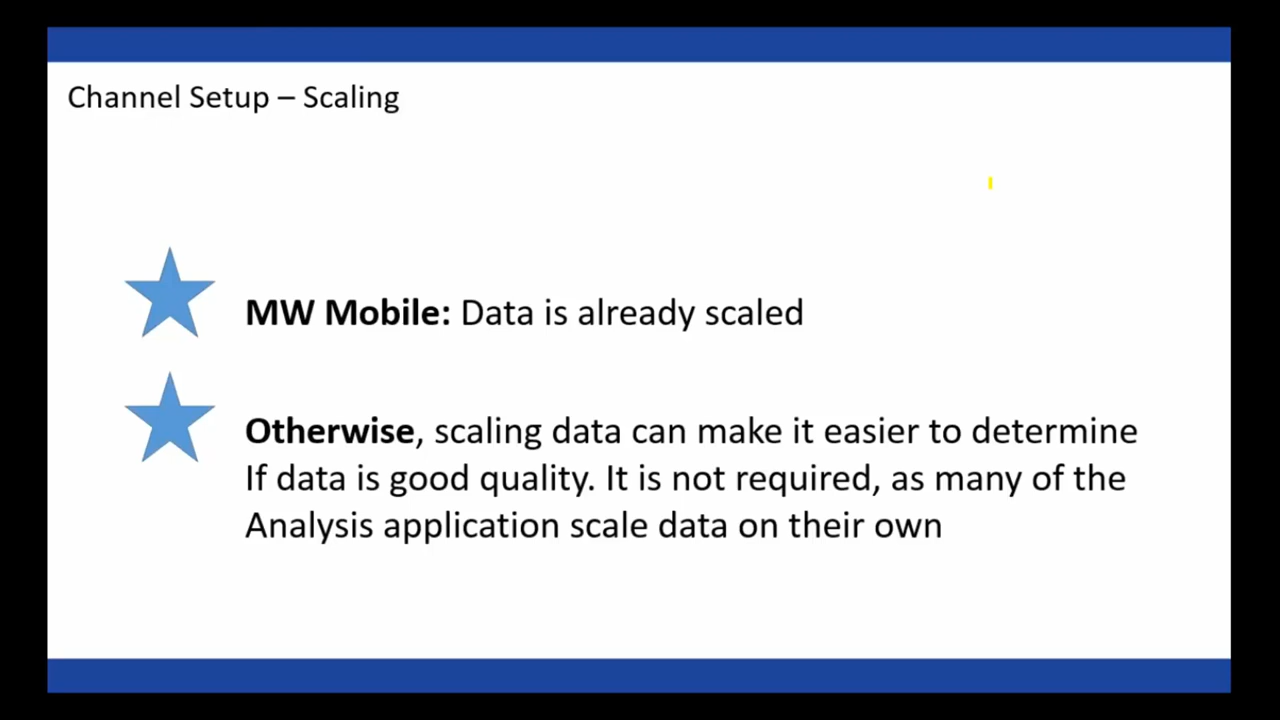 Channel Setup – Scaling
MW Mobile: Data is already scaled
Otherwise, scaling data can make it easier to determine
If data is good quality. It is not required, as many of the
Analysis application scale data on their own